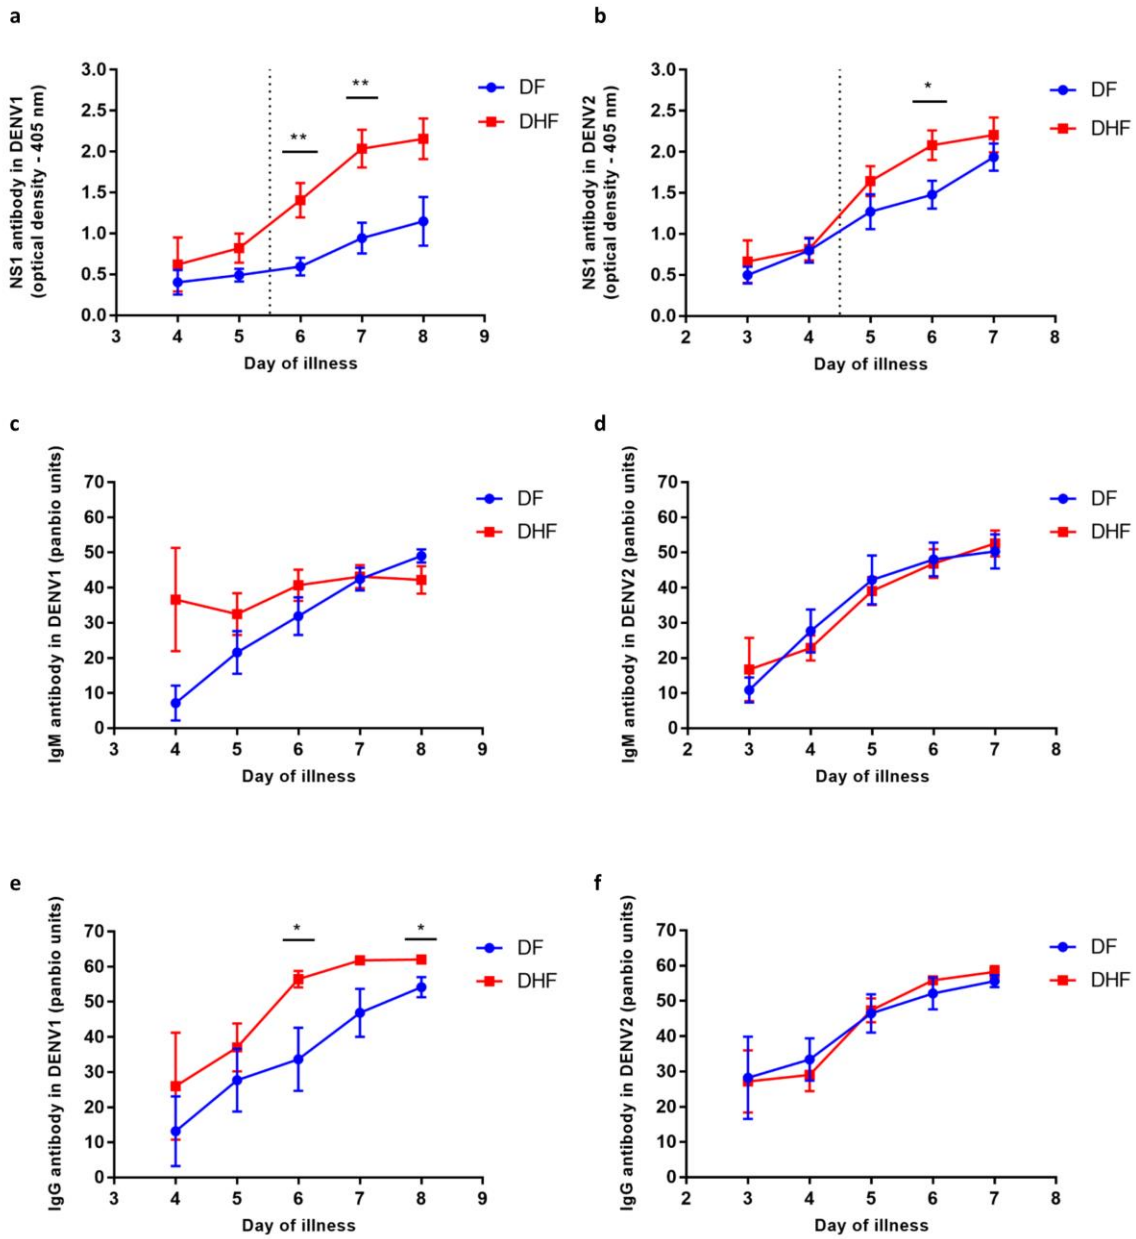 a
NS1 antibody in DENV1
(optical density - 405 nm)
3.0
2.5
2.0
1.5
1.0
0.5
0.0
**
**
DF
DHF
3 4 5 6 7 8 9
Day of illness
b
NS1 antibody in DENV2
(optical density - 405 nm)
3.0
2.5
2.0
1.5
1.0
0.5
0.0
*
DF
DHF
2 3 4 5 6 7 8
Day of illness
c
IgM antibody in DENV1 (panbio units)
70
60
50
40
30
20
10
0
DF
DHF
3 4 5 6 7 8 9
Day of illness
d
IgM antibody in DENV2 (panbio units)
70
60
50
40
30
20
10
0
DF
DHF
2 3 4 5 6 7 8
Day of illness
e
IgG antibody in DENV1 (panbio units)
70
60
50
40
30
20
10
0
* *
DF
DHF
3 4 5 6 7 8 9
Day of illness
f
IgG antibody in DENV2 (panbio units)
70
60
50
40
30
20
10
0
DF
DHF
2 3 4 5 6 7 8
Day of illness